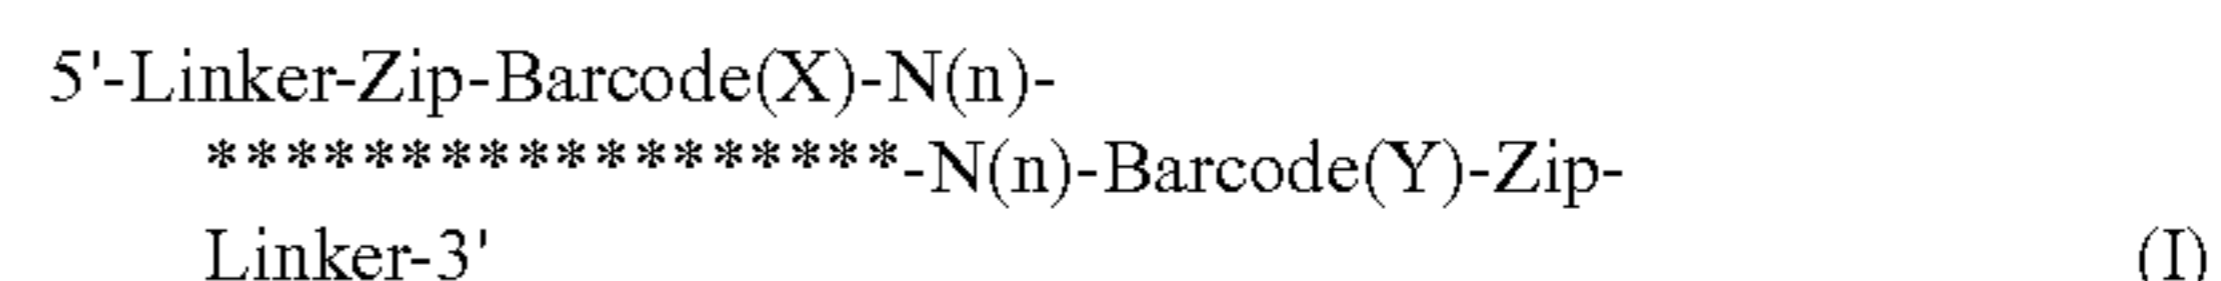 5'-Linker-Zip-Barcode(X)-N(n)-
******************-N(n)-Barcode(Y)-Zip-
Linker-3' (I)